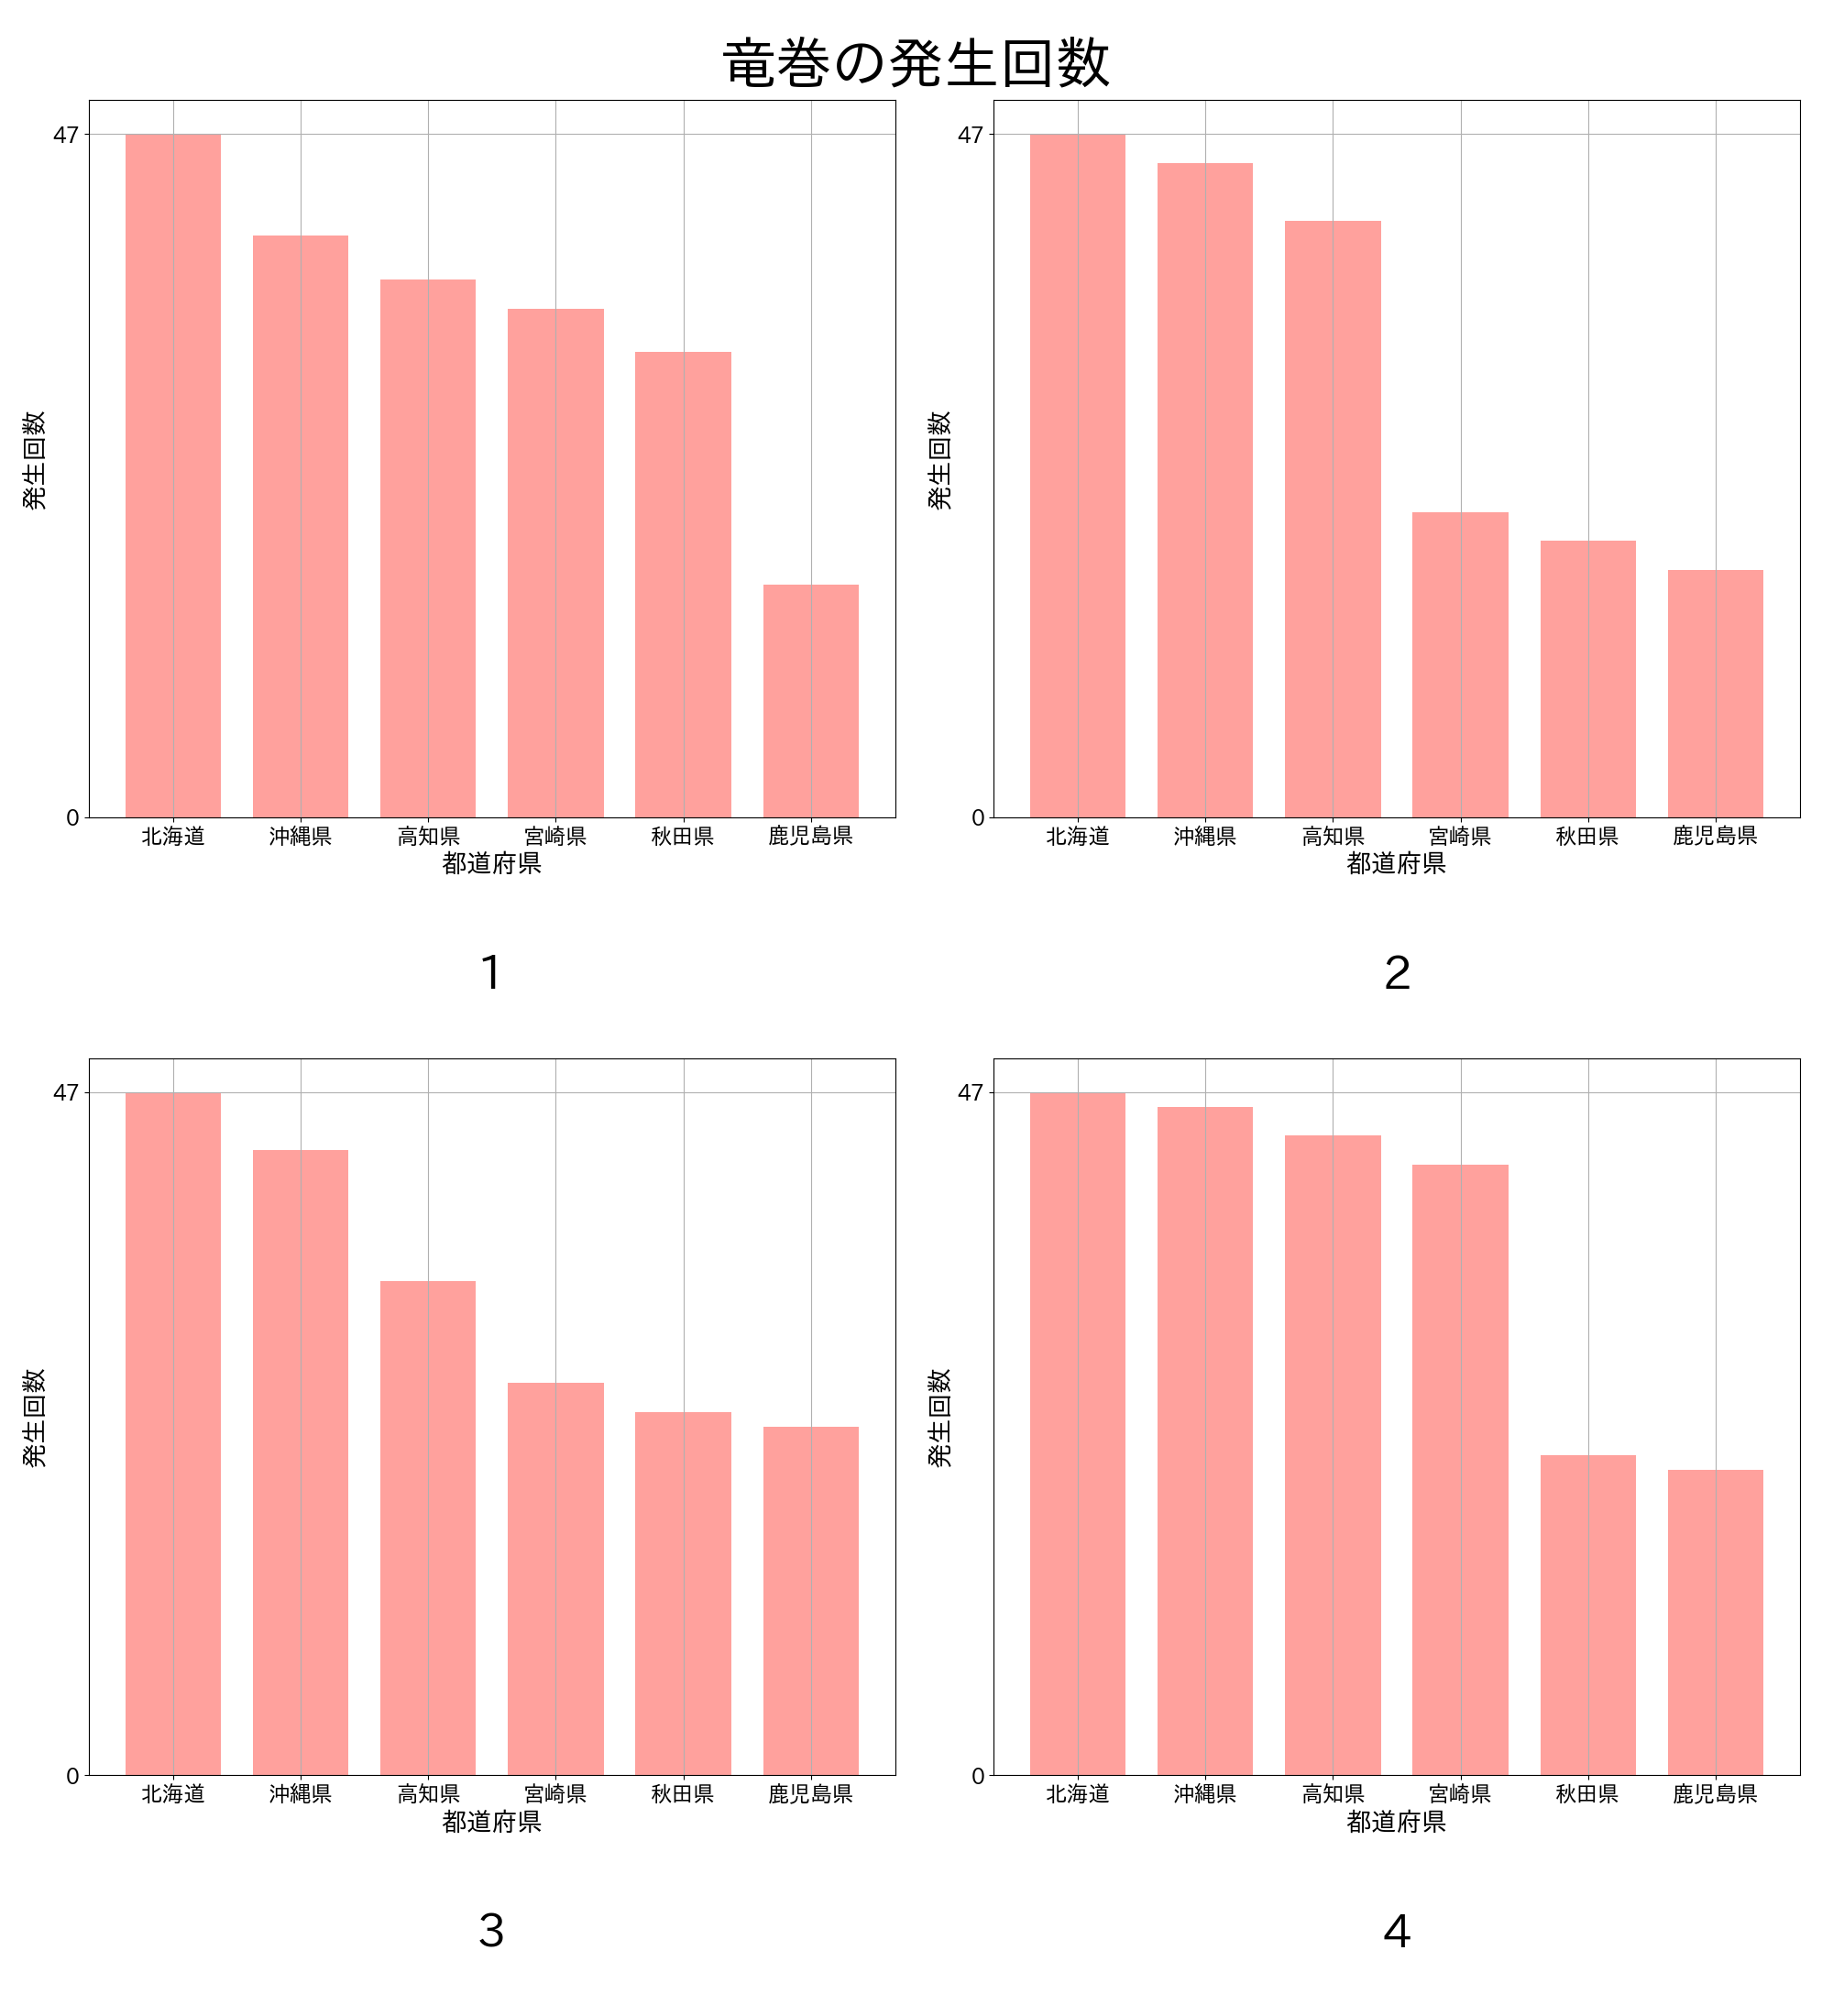 竜巻の発生回数
47
0
発生回数
北海道 沖縄県 高知県 宮崎県 秋田県 鹿児島県
都道府県
1
47
0
発生回数
北海道 沖縄県 高知県 宮崎県 秋田県 鹿児島県
都道府県
2
47
0
発生回数
北海道 沖縄県 高知県 宮崎県 秋田県 鹿児島県
都道府県
3
47
0
発生回数
北海道 沖縄県 高知県 宮崎県 秋田県 鹿児島県
都道府県
4